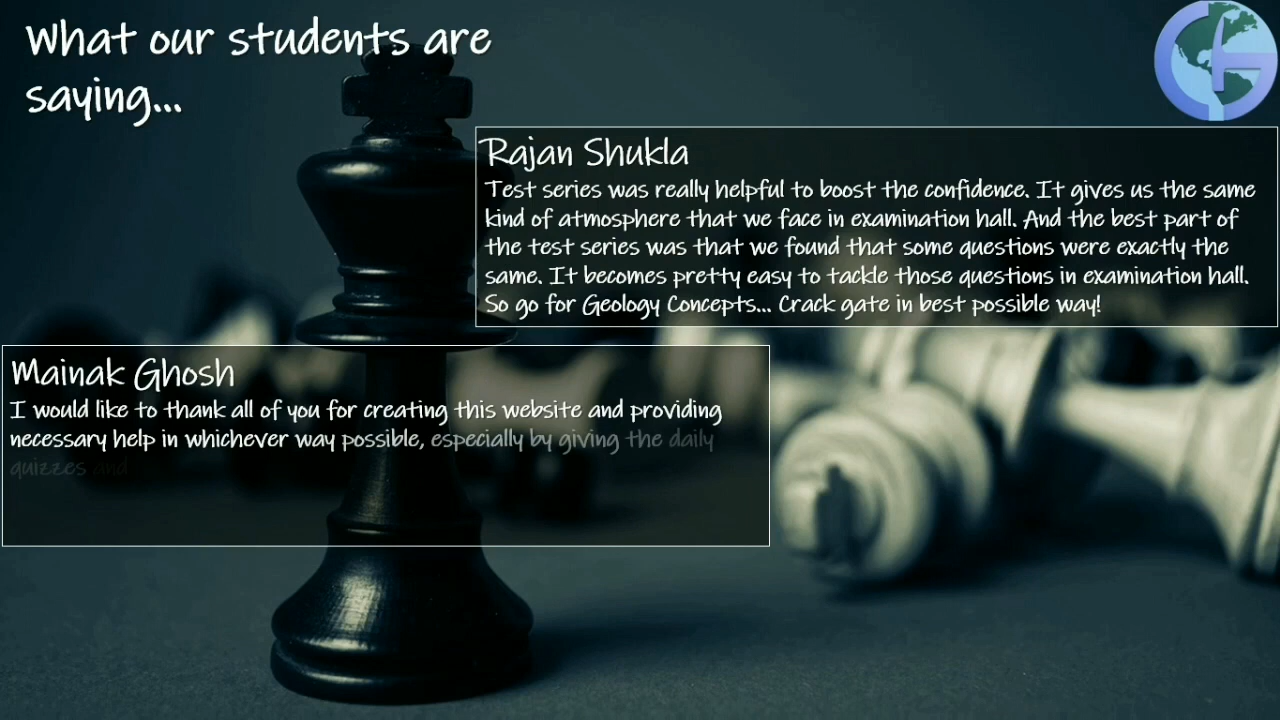 What our students are
saying...
Rajan Shukla
Test series was really helpful to boost the confidence. It gives us the same
kind of atmosphere that we face in examination hall. And the best part of
the test series was that we found that some questions were exactly the
same. It becomes pretty easy to tackle those questions in examination hall.
So go for Geology Concepts... Crack gate in best possible way!
Mainak Ghosh
I would like to thank all of you for creating this website and providing
necessary help in whichever way possible, especially by giving the daily
quizzes and